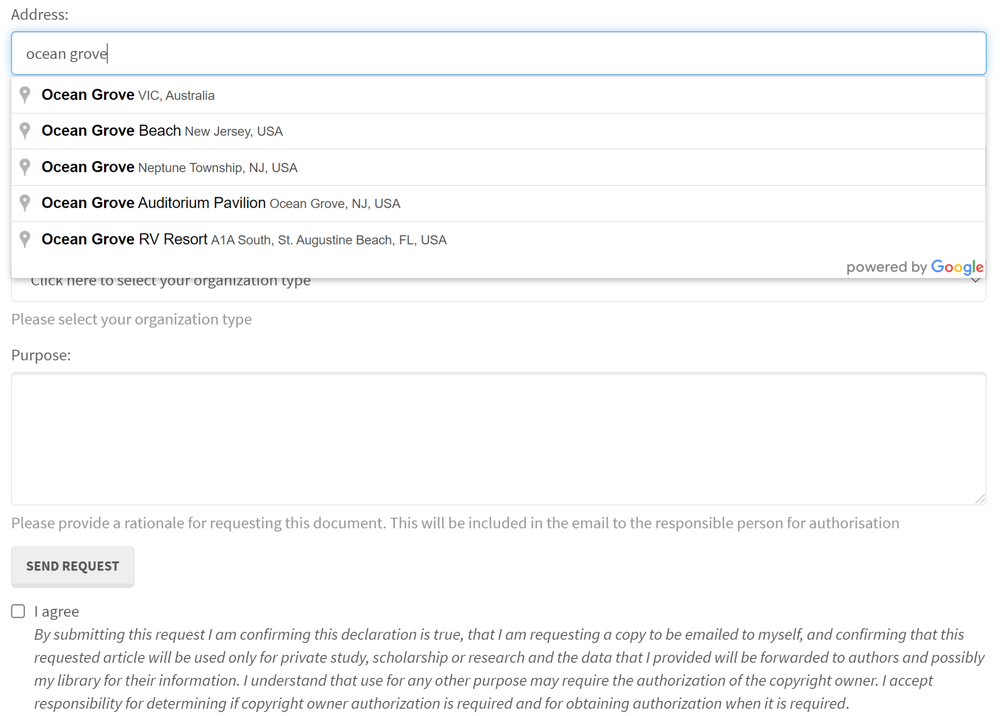 Address:
ocean grove
Ocean Grove VIC, Australia
Ocean Grove Beach New Jersey, USA
Ocean Grove Neptune Township, NJ, USA
Ocean Grove Auditorium Pavilion Ocean Grove, NJ, USA
Ocean Grove RV Resort A1A South, St. Augustine Beach, FL, USA
powered by Google
Click here to select your organization type
Please select your organization type
Purpose:
Please provide a rationale for requesting this document. This will be included in the email to the responsible person for authorisation
SEND REQUEST
I agree
By submitting this request I am confirming this declaration is true, that I am requesting a copy to be emailed to myself, and confirming that this
requested article will be used only for private study, scholarship or research and the data that I provided will be forwarded to authors and possibly
my library for their information. I understand that use for any other purpose may require the authorization of the copyright owner. I accept
responsibility for determining if copyright owner authorization is required and for obtaining authorization when it is required.